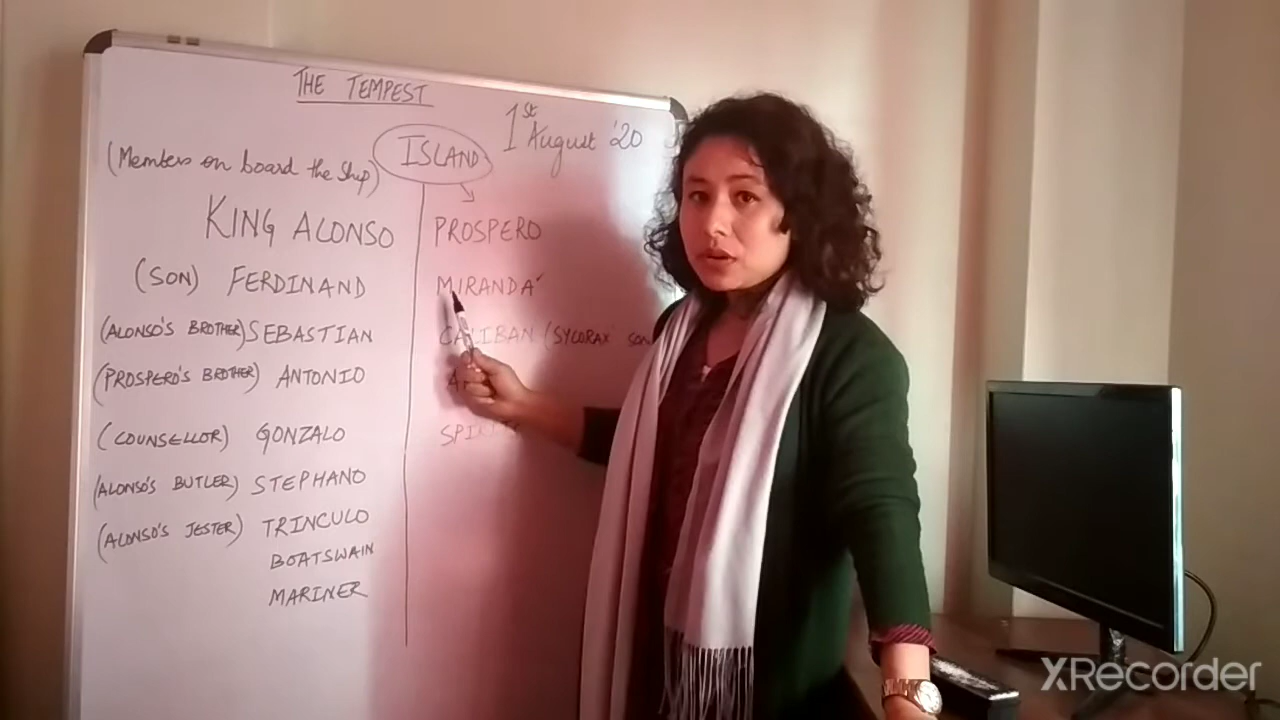 THE TEMPEST
1st August '20
(Members on board the ship)
ISLAND
KING ALONSO
(SON) FERDINAND
(ALONSO'S BROTHER) SEBASTIAN
(PROSPERO'S BROTHER) ANTONIO
(COUNSELLOR) GONZALO
(ALONSO'S BUTLER) STEPHANO
(ALONSO'S JESTER) TRINCULO
BOATSWAIN
MARINER
PROSPERO
MIRANDA
CALIBAN (SYCORAX' SON
XRecorder